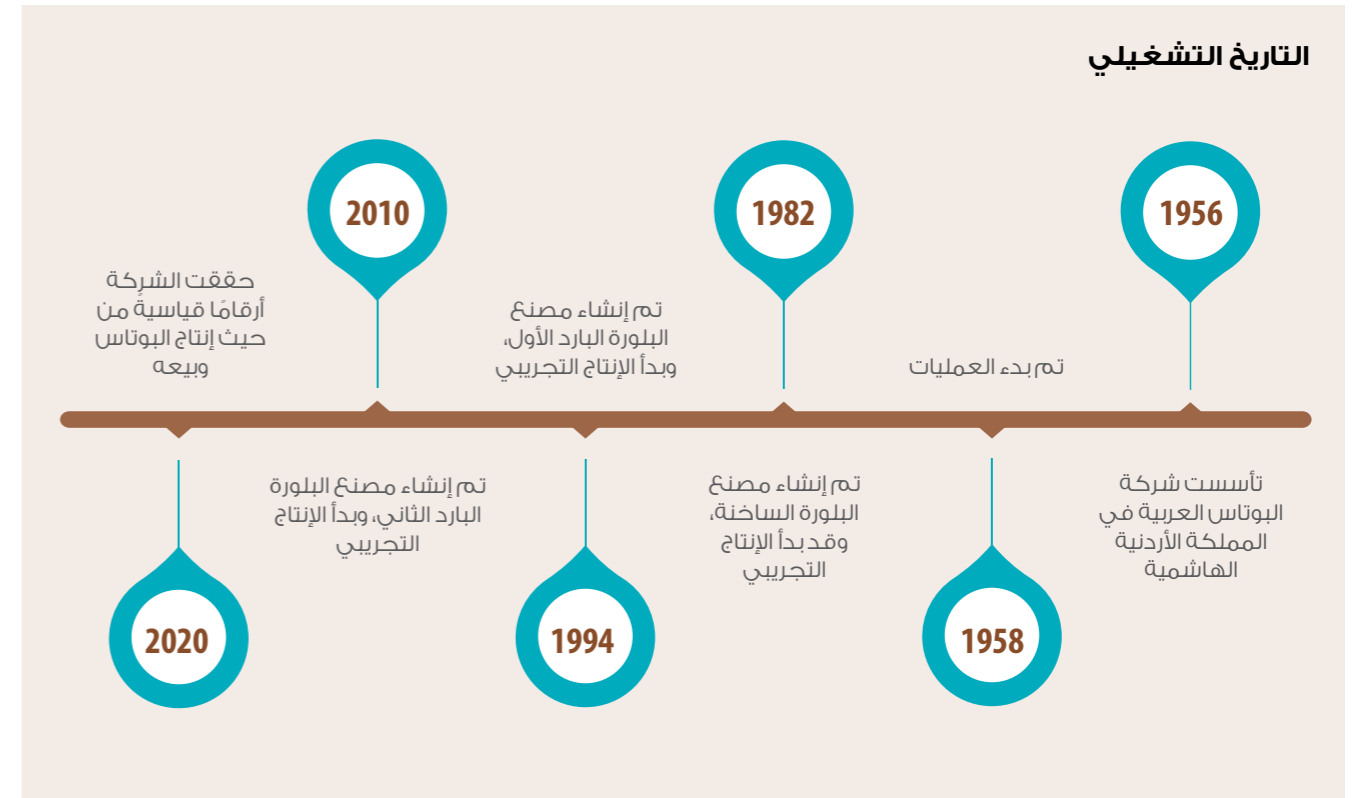 التاريخ التشغيلي
1956
تأسست شركة
البوتاس العربية في
المملكة الأردنية
الهاشمية
1958
تم بدء العمليات
1982
تم إنشاء مصنع
البلورة الساخنة،
وقد بدأ الإنتاج
التجريبي
1994
تم إنشاء مصنع
البلورة البارد الأول،
وبدأ الإنتاج التجريبي
2010
تم إنشاء مصنع البلورة
البارد الثاني، وبدأ الإنتاج
التجريبي
2020
حققت الشركة
أرقامًا قياسيةً من
حيث إنتاج البوتاس
وبيعه